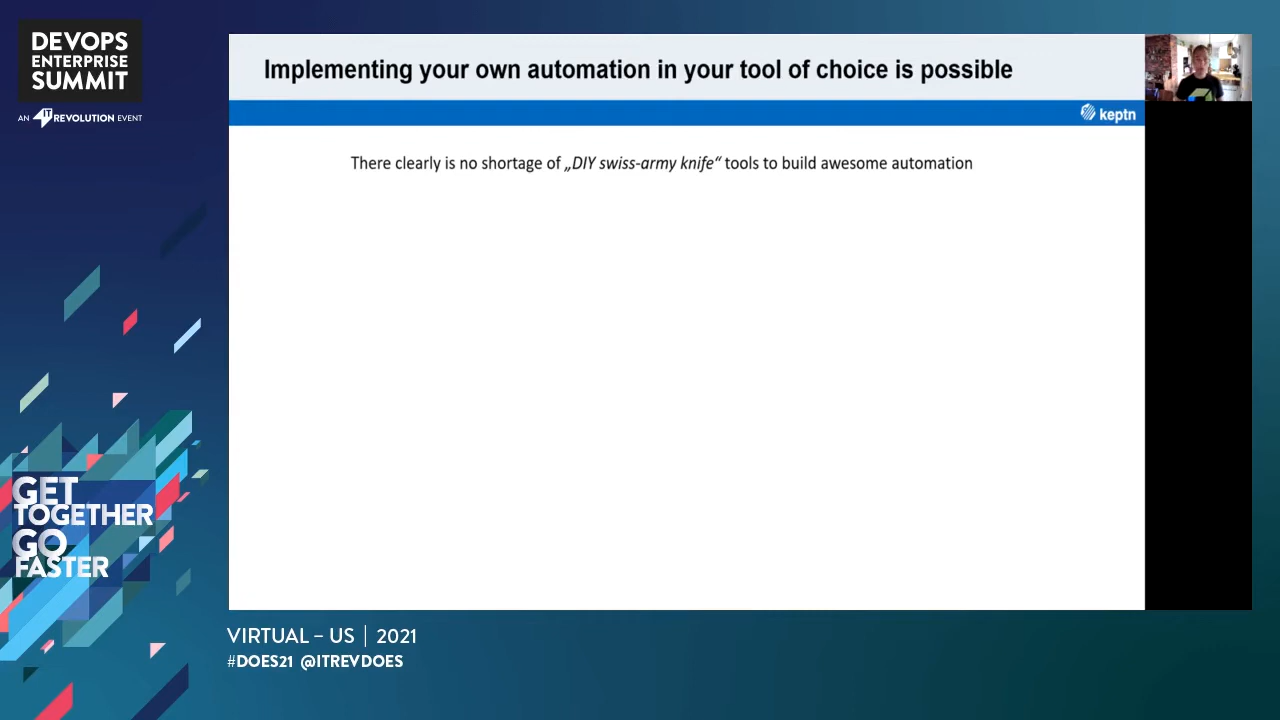 DEVOPS
ENTERPRISE
SUMMIT
AN IT REVOLUTION EVENT
Implementing your own automation in your tool of choice is possible
keptn
There clearly is no shortage of „DIY swiss-army knife“ tools to build awesome automation
GET
TOGETHER
GO
FASTER
VIRTUAL – US | 2021
#DOES21 @ITREVDOES